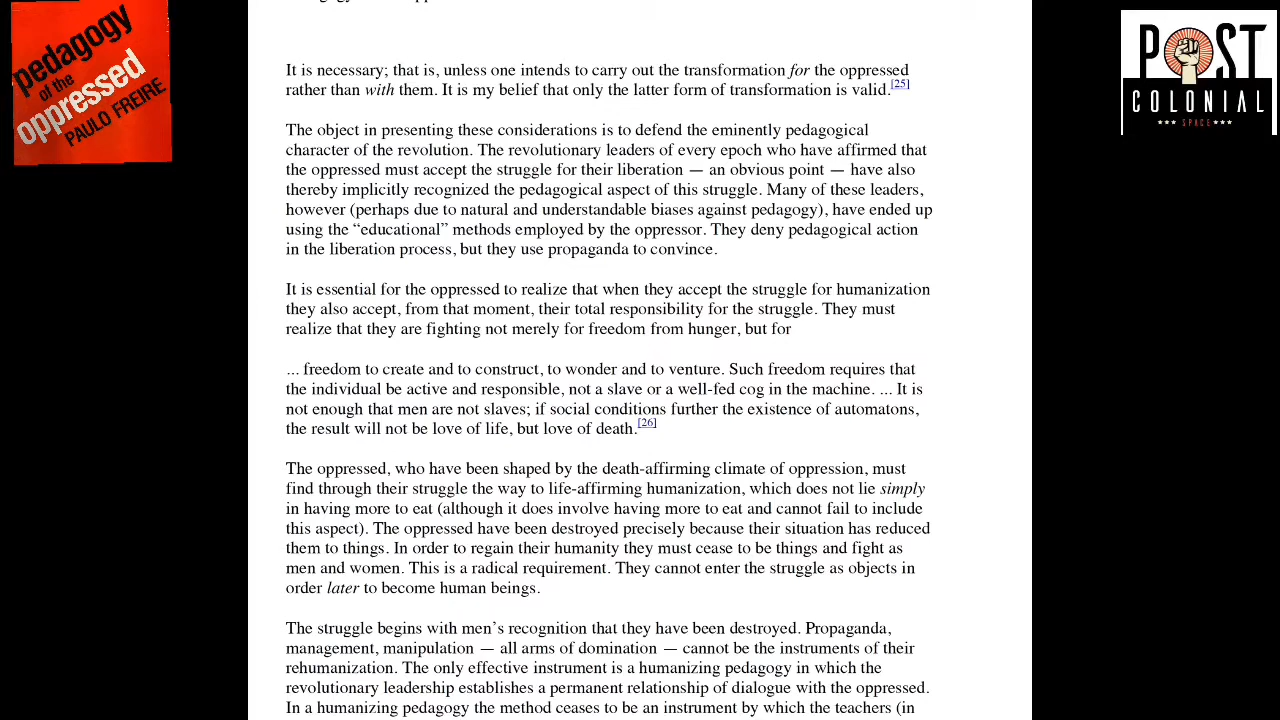 pedagogy
of the
oppressed
PAULO FREIRE
POST
COLONIAL
SPACE
It is necessary; that is, unless one intends to carry out the transformation for the oppressed
rather than with them. It is my belief that only the latter form of transformation is valid.[25]
The object in presenting these considerations is to defend the eminently pedagogical
character of the revolution. The revolutionary leaders of every epoch who have affirmed that
the oppressed must accept the struggle for their liberation — an obvious point — have also
thereby implicitly recognized the pedagogical aspect of this struggle. Many of these leaders,
however (perhaps due to natural and understandable biases against pedagogy), have ended up
using the “educational” methods employed by the oppressor. They deny pedagogical action
in the liberation process, but they use propaganda to convince.
It is essential for the oppressed to realize that when they accept the struggle for humanization
they also accept, from that moment, their total responsibility for the struggle. They must
realize that they are fighting not merely for freedom from hunger, but for
... freedom to create and to construct, to wonder and to venture. Such freedom requires that
the individual be active and responsible, not a slave or a well-fed cog in the machine. ... It is
not enough that men are not slaves; if social conditions further the existence of automatons,
the result will not be love of life, but love of death.[26]
The oppressed, who have been shaped by the death-affirming climate of oppression, must
find through their struggle the way to life-affirming humanization, which does not lie simply
in having more to eat (although it does involve having more to eat and cannot fail to include
this aspect). The oppressed have been destroyed precisely because their situation has reduced
them to things. In order to regain their humanity they must cease to be things and fight as
men and women. This is a radical requirement. They cannot enter the struggle as objects in
order later to become human beings.
The struggle begins with men’s recognition that they have been destroyed. Propaganda,
management, manipulation — all arms of domination — cannot be the instruments of their
rehumanization. The only effective instrument is a humanizing pedagogy in which the
revolutionary leadership establishes a permanent relationship of dialogue with the oppressed.
In a humanizing pedagogy the method ceases to be an instrument by which the teachers (in